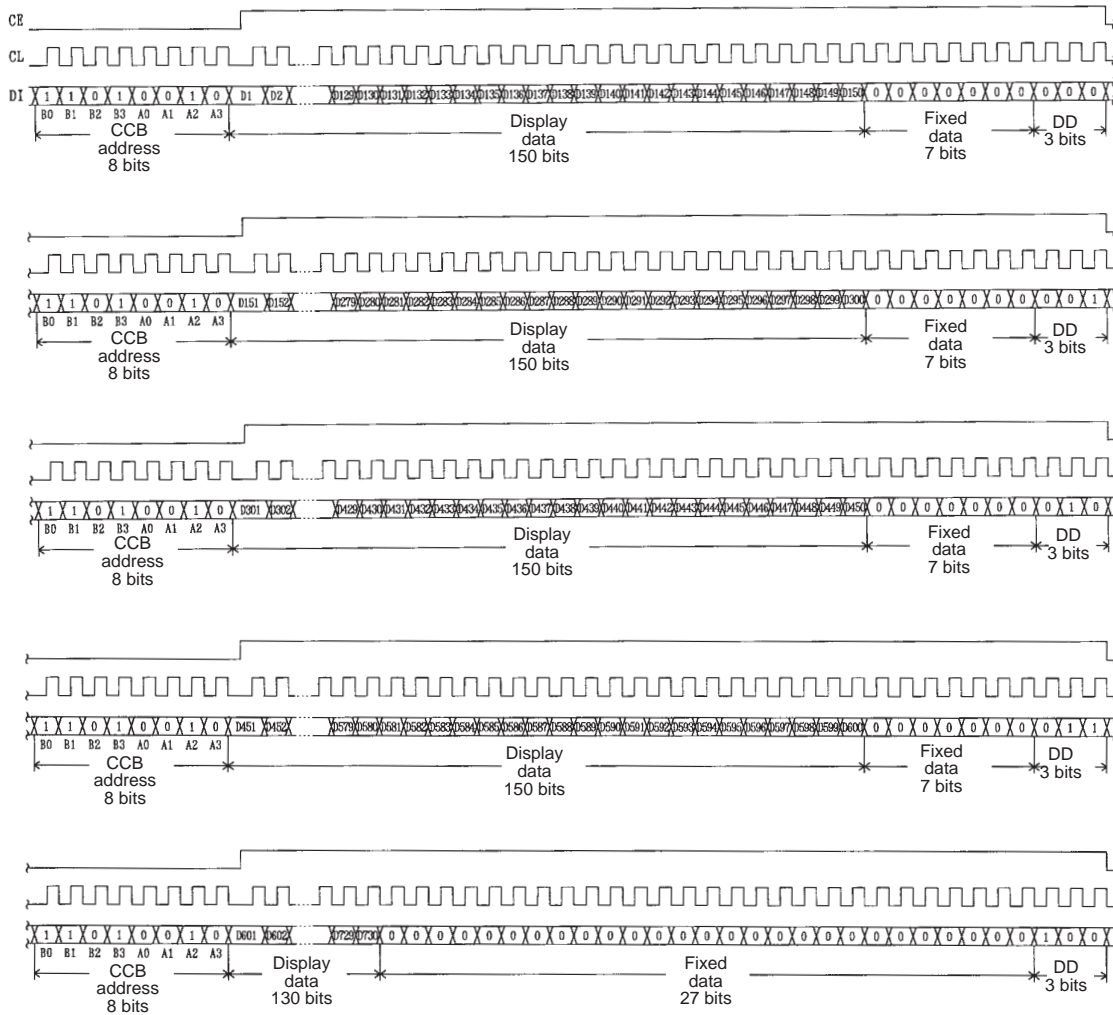 CE
CL
DI 1 1 0 1 0 0 1 0 D1 D2 D129 D130 D131 D132 D133 D134 D135 D136 D137 D138 D139 D140 D141 D142 D143 D144 D145 D146 D147 D148 D149 D150 0 0 0 0 0 0 0 0 0 0
B0 B1 B2 B3 A0 A1 A2 A3
CCB
address
8 bits
Display
data
150 bits
Fixed
data
7 bits
DD
3 bits
1 1 0 1 0 0 1 0 D151 D152 D279 D280 D281 D282 D283 D284 D285 D286 D287 D288 D289 D290 D291 D292 D293 D294 D295 D296 D297 D298 D299 D300 0 0 0 0 0 0 0 0 0 1
B0 B1 B2 B3 A0 A1 A2 A3
CCB
address
8 bits
Display
data
150 bits
Fixed
data
7 bits
DD
3 bits
1 1 0 1 0 0 1 0 D301 D302 D429 D430 D431 D432 D433 D434 D435 D436 D437 D438 D439 D440 D441 D442 D443 D444 D445 D446 D447 D448 D449 D450 0 0 0 0 0 0 0 0 1 0
B0 B1 B2 B3 A0 A1 A2 A3
CCB
address
8 bits
Display
data
150 bits
Fixed
data
7 bits
DD
3 bits
1 1 0 1 0 0 1 0 D451 D452 D579 D580 D581 D582 D583 D584 D585 D586 D587 D588 D589 D590 D591 D592 D593 D594 D595 D596 D597 D598 D599 D600 0 0 0 0 0 0 0 0 1 1
B0 B1 B2 B3 A0 A1 A2 A3
CCB
address
8 bits
Display
data
150 bits
Fixed
data
7 bits
DD
3 bits
1 1 0 1 0 0 1 0 D601 D602 D729 D730 0 0 0 0 0 0 0 0 0 0 0 0 0 0 0 0 0 0 0 0 0 0 0 0 0 0 0 1 0 0
B0 B1 B2 B3 A0 A1 A2 A3
CCB
address
8 bits
Display
data
130 bits
Fixed
data
27 bits
DD
3 bits